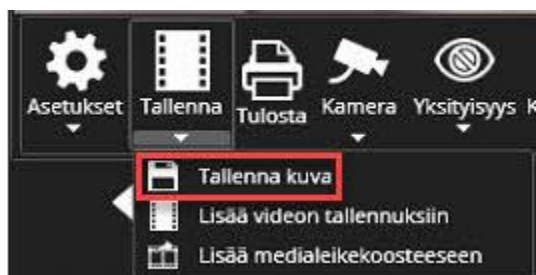 Asetukset Tallenna Tulosta Kamera Yksityisyys K
Tallenna kuva
Lisää videon tallennuksiin
Lisää medialeikekoosteeseen